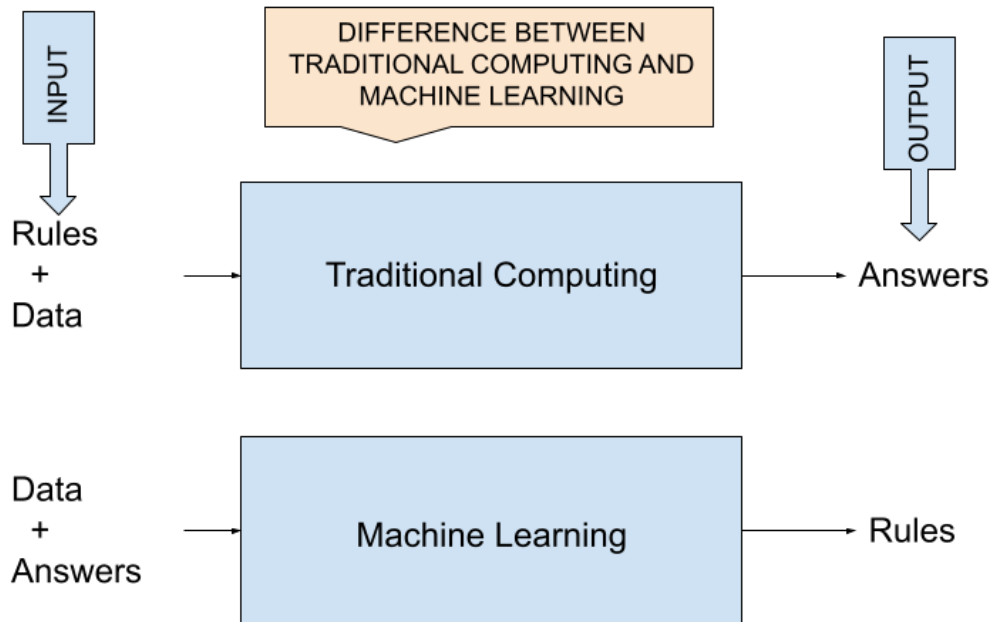 INPUT
DIFFERENCE BETWEEN
TRADITIONAL COMPUTING AND
MACHINE LEARNING
OUTPUT
Rules
+
Data
Traditional Computing
Answers
Data
+
Answers
Machine Learning
Rules